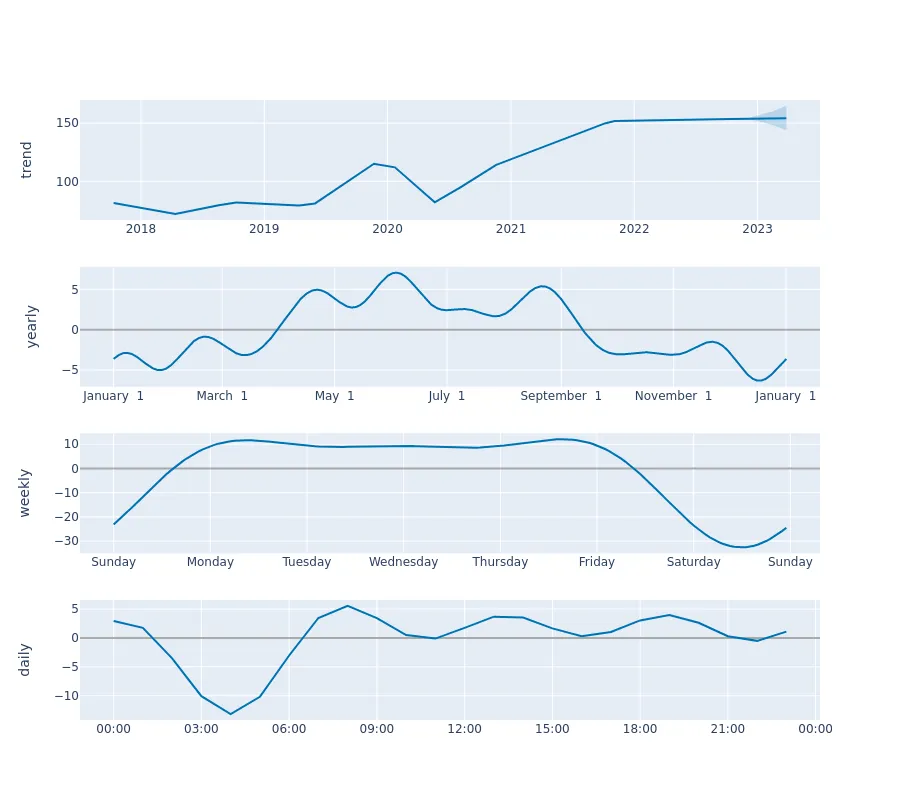 trend
150
100
2018 2019 2020 2021 2022 2023
yearly
5
0
−5
January 1 March 1 May 1 July 1 September 1 November 1 January 1
weekly
10
0
−10
−20
−30
Sunday Monday Tuesday Wednesday Thursday Friday Saturday Sunday
daily
5
0
−5
−10
00:00 03:00 06:00 09:00 12:00 15:00 18:00 21:00 00:00